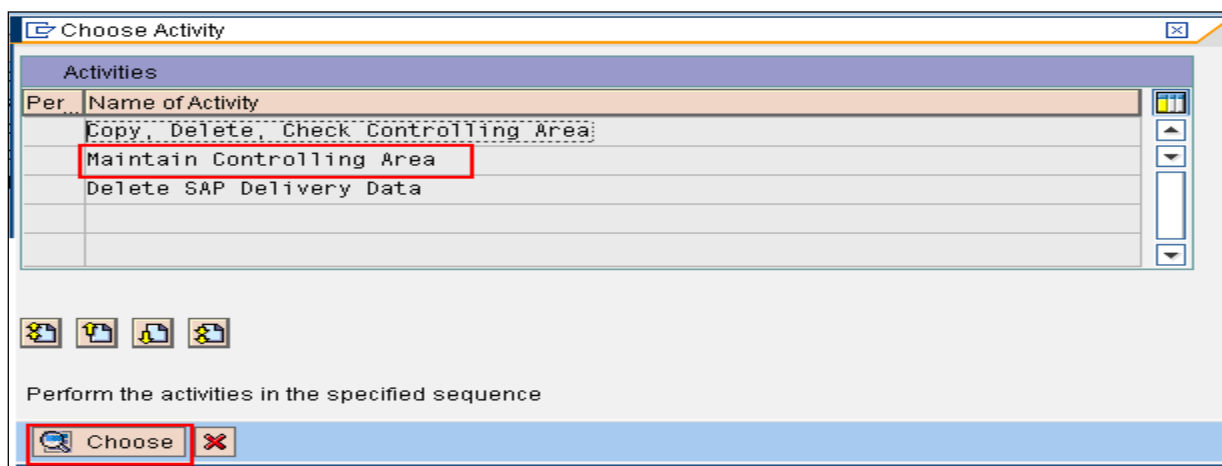 Choose Activity
Activities
Per... Name of Activity
Copy, Delete, Check Controlling Area
Maintain Controlling Area
Delete SAP Delivery Data
Perform the activities in the specified sequence
Choose